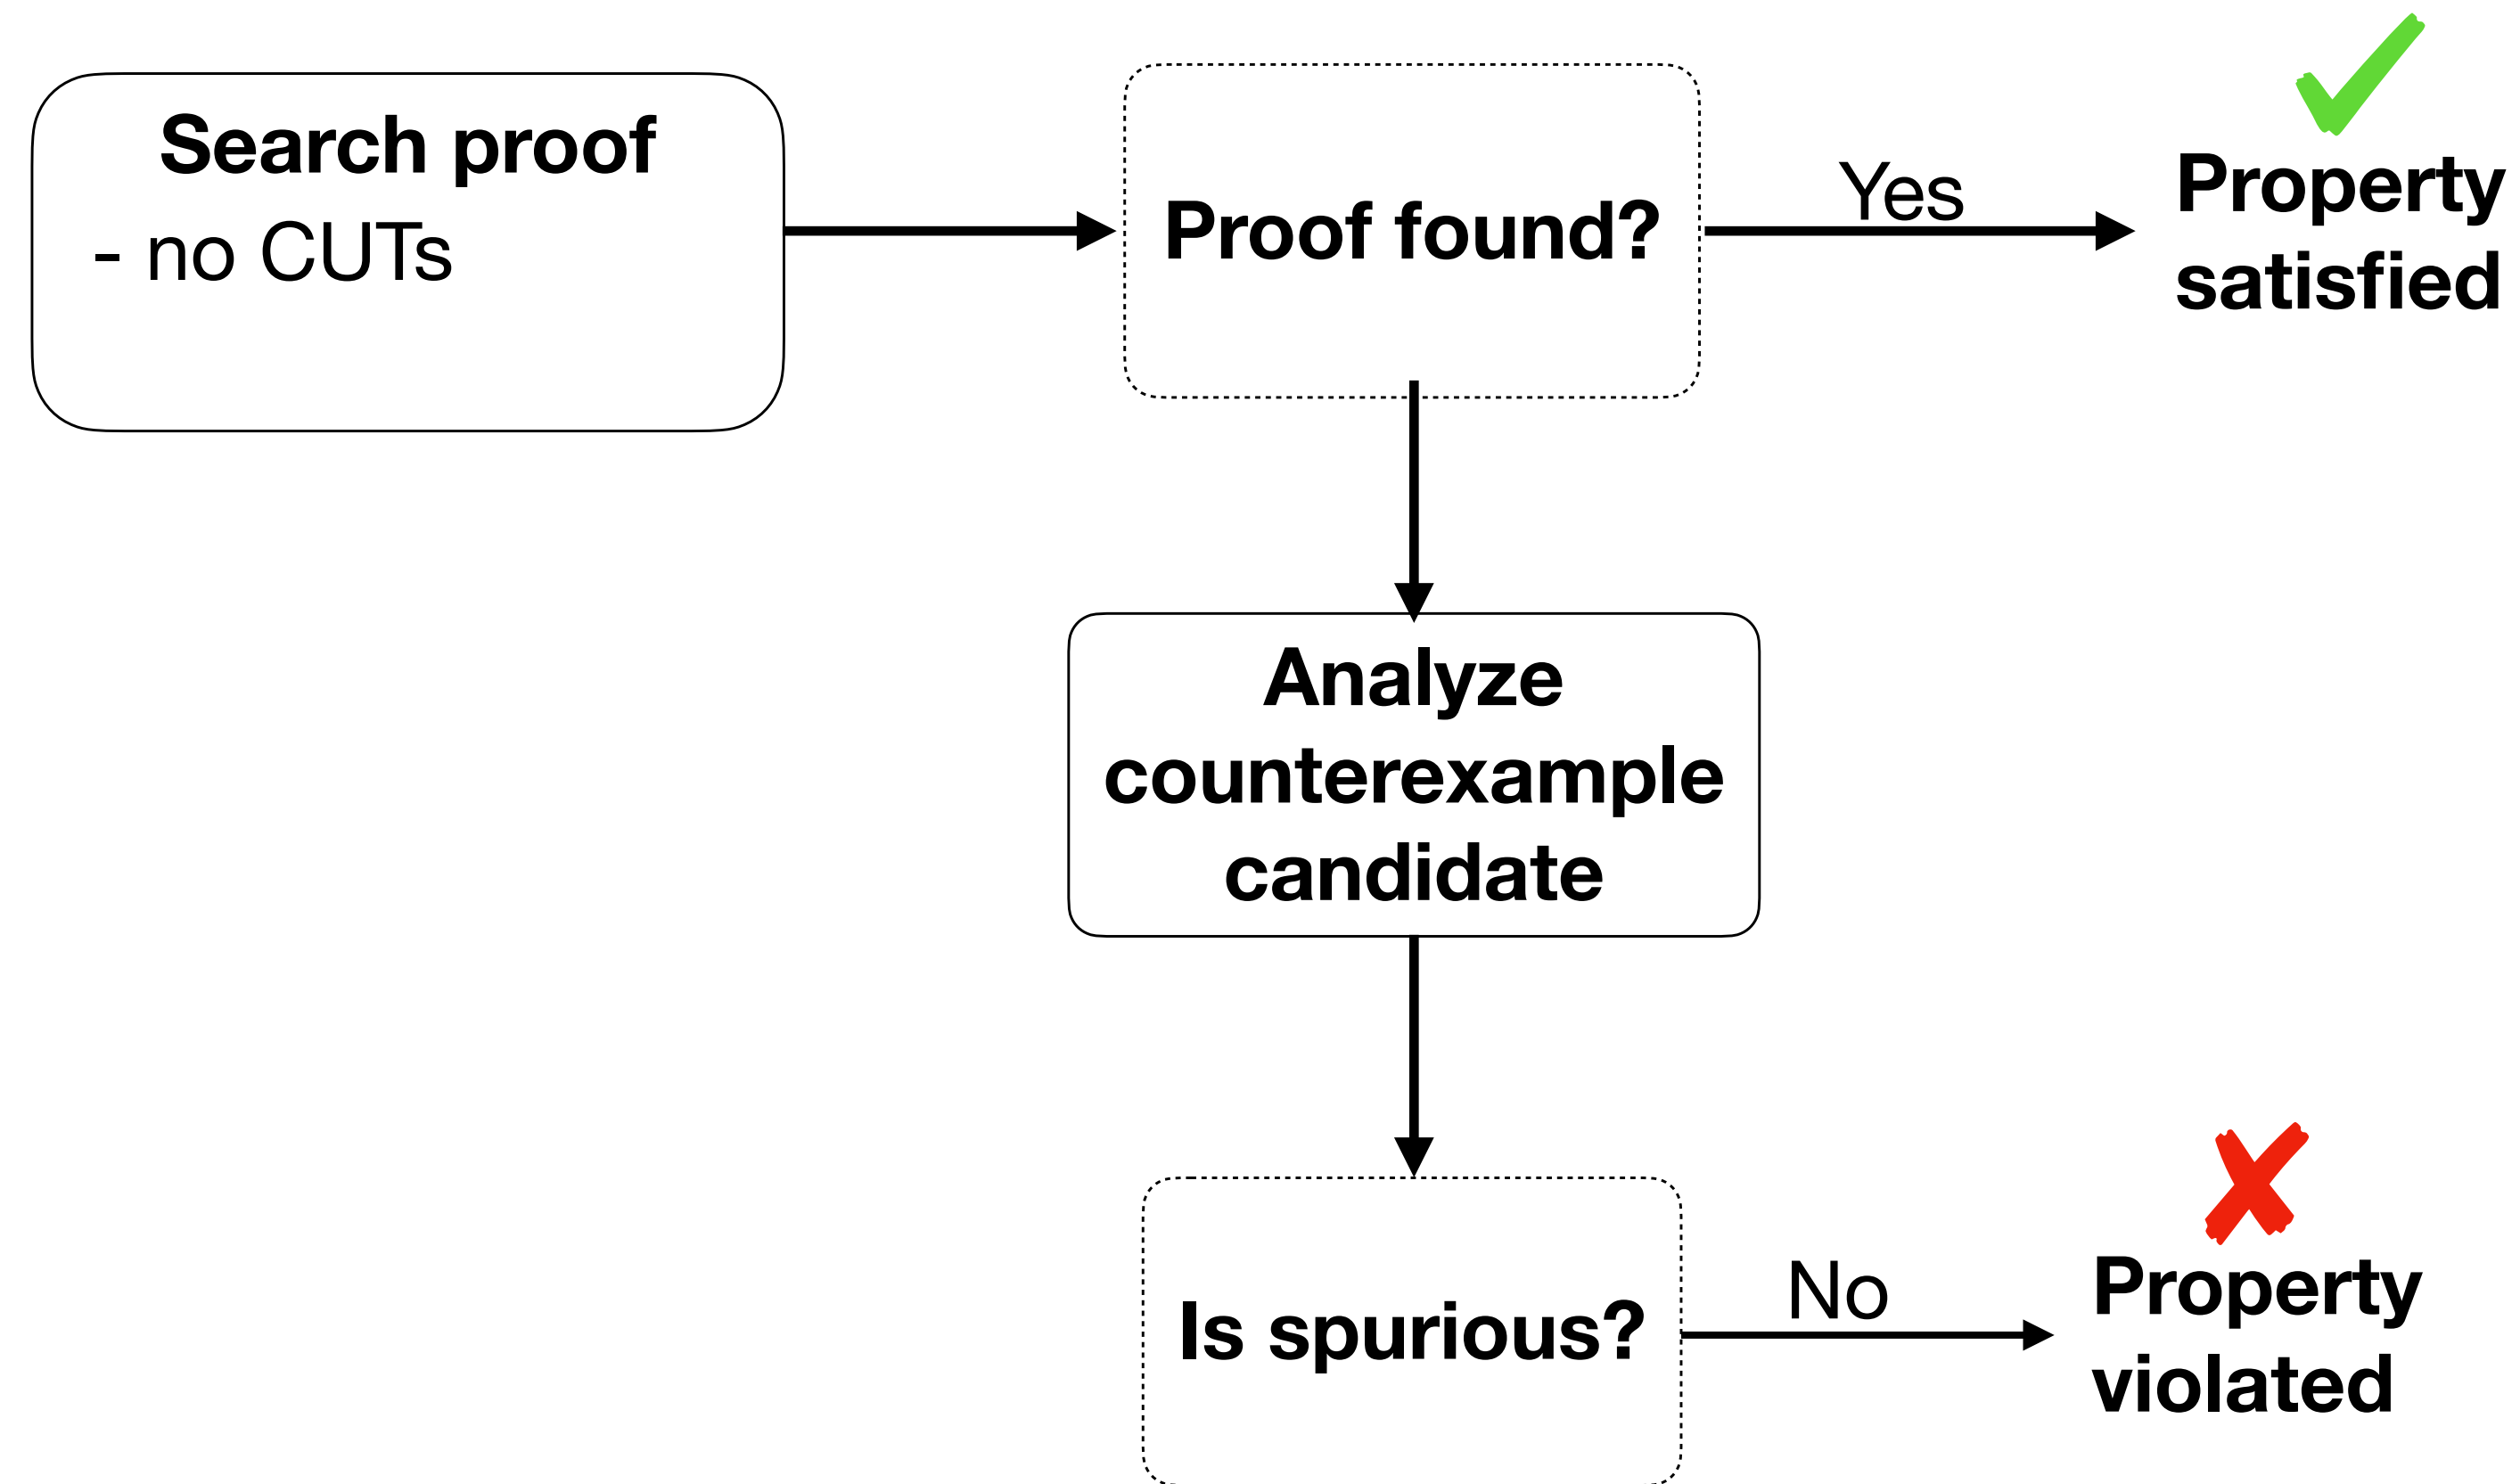 Search proof
- no CUTs
Proof found?
Yes
Property
satisfied
Analyze
counterexample
candidate
Is spurious?
No
Property
violated